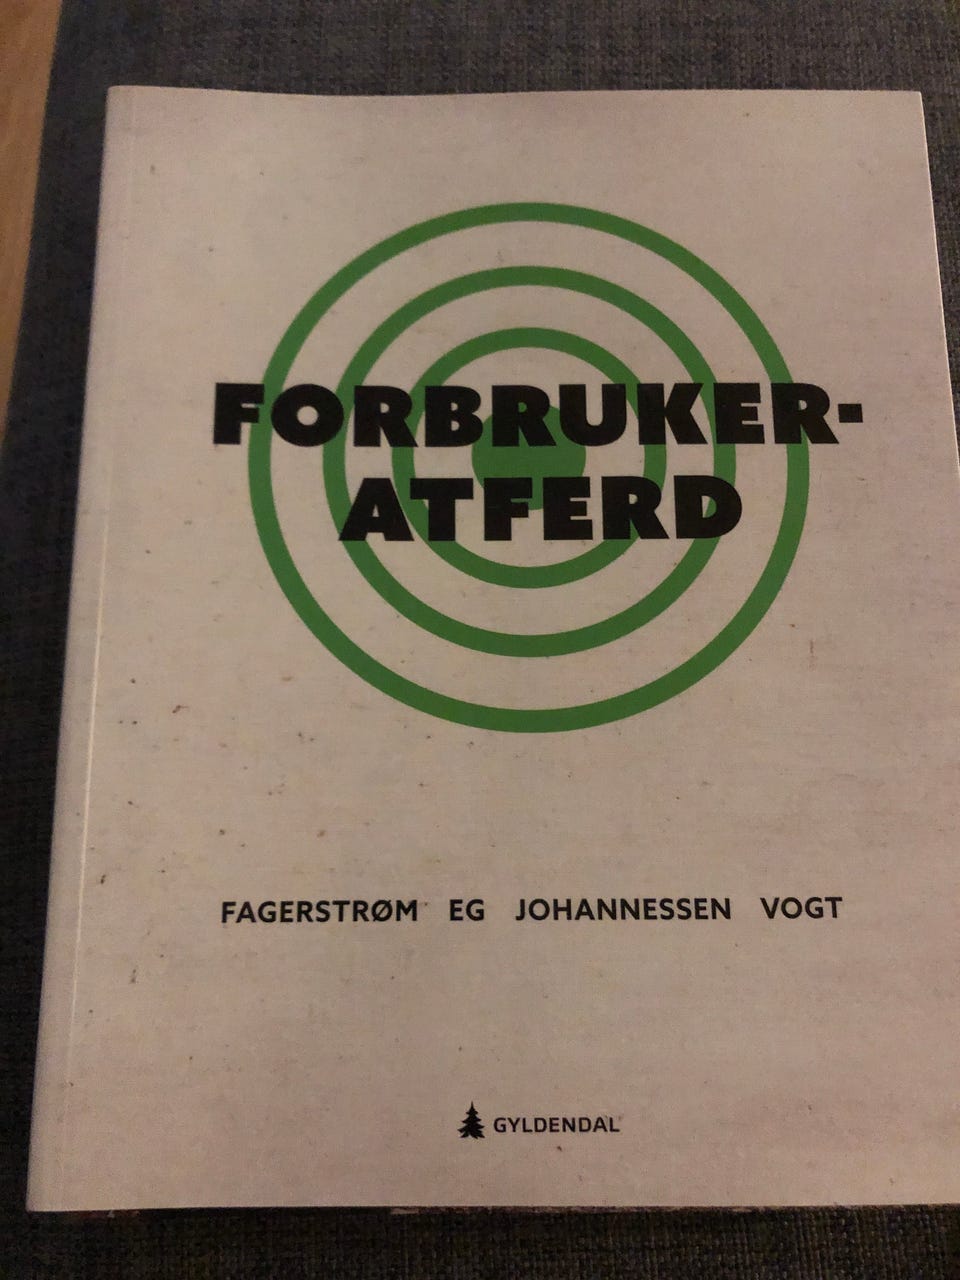 FORBRUKER-
ATFERD
FAGERSTRØM EG JOHANNESSEN VOGT
GYLDENDAL